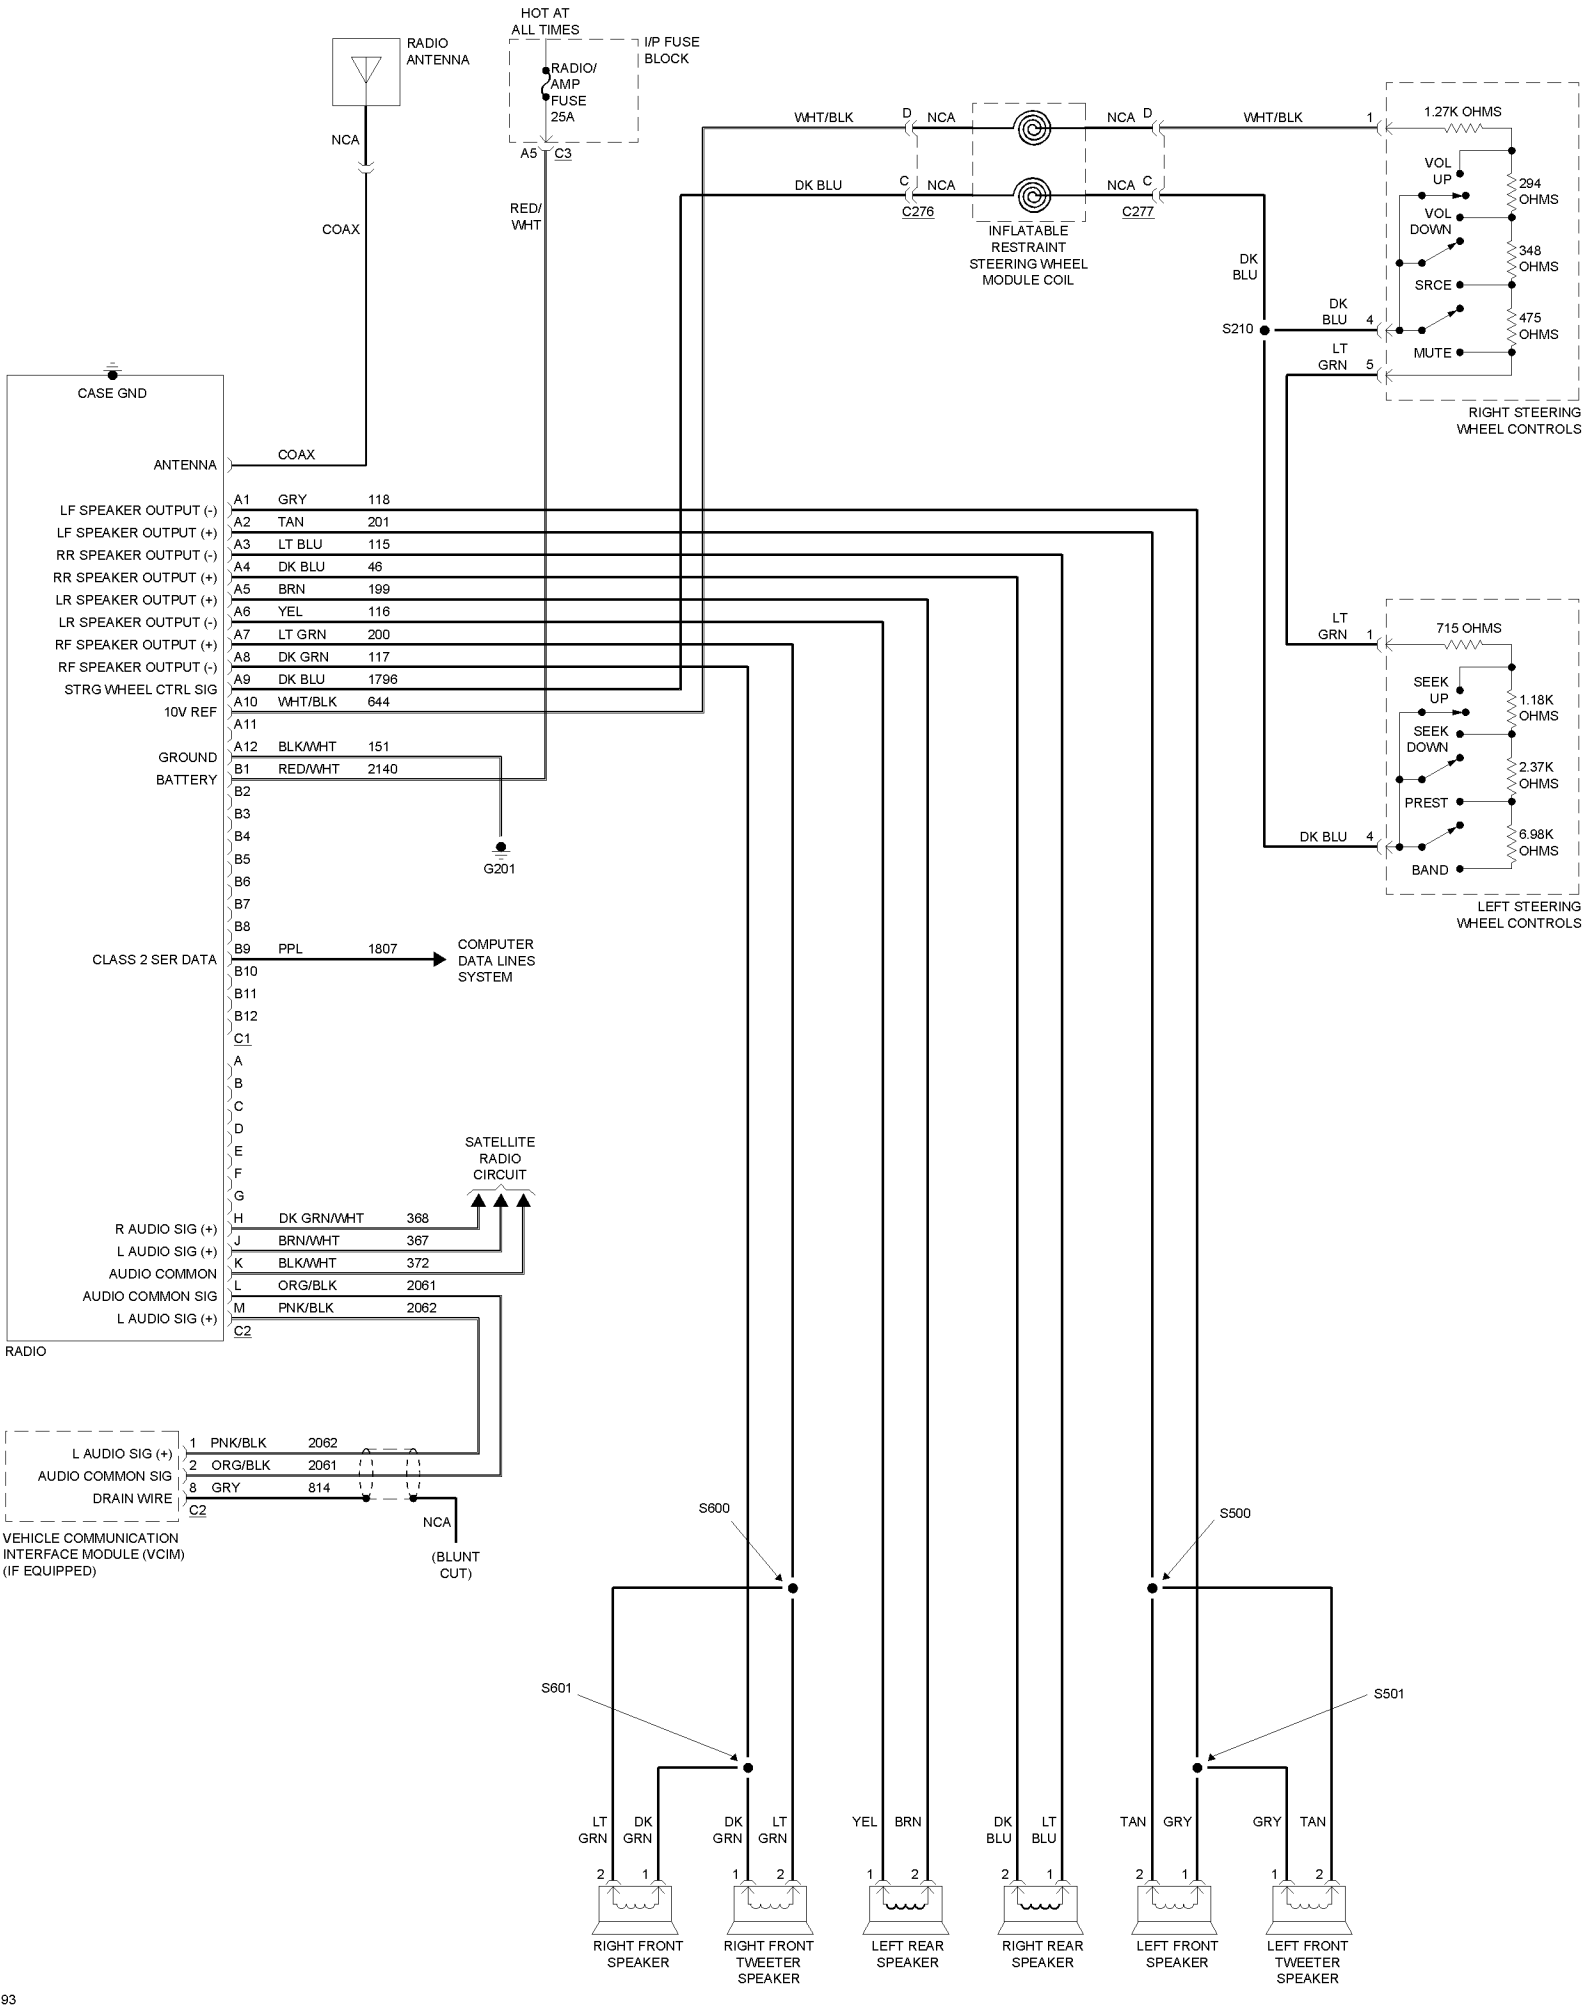 HOT AT
ALL TIMES
RADIO
ANTENNA
I/P FUSE
BLOCK
RADIO/
AMP
FUSE
25A
NCA
A5 C3
COAX
RED/
WHT
WHT/BLK D NCA NCA D WHT/BLK 1
DK BLU C NCA NCA C
C276 C277
INFLATABLE
RESTRAINT
STEERING WHEEL
MODULE COIL
1.27K OHMS
VOL
UP
294
OHMS
VOL
DOWN
348
OHMS
SRCE
475
OHMS
MUTE
DK
BLU
S210
DK
BLU 4
LT
GRN 5
RIGHT STEERING
WHEEL CONTROLS
LT
GRN 1
715 OHMS
SEEK
UP
1.18K
OHMS
SEEK
DOWN
2.37K
OHMS
PREST
6.98K
OHMS
BAND
DK BLU 4
LEFT STEERING
WHEEL CONTROLS
CASE GND
ANTENNA COAX
LF SPEAKER OUTPUT (-) A1 GRY 118
LF SPEAKER OUTPUT (+) A2 TAN 201
RR SPEAKER OUTPUT (-) A3 LT BLU 115
RR SPEAKER OUTPUT (+) A4 DK BLU 46
LR SPEAKER OUTPUT (+) A5 BRN 199
LR SPEAKER OUTPUT (-) A6 YEL 116
RF SPEAKER OUTPUT (+) A7 LT GRN 200
RF SPEAKER OUTPUT (-) A8 DK GRN 117
STRG WHEEL CTRL SIG A9 DK BLU 1796
10V REF A10 WHT/BLK 644
A11
GROUND A12 BLK/WHT 151
BATTERY B1 RED/WHT 2140
B2
B3
B4
B5
B6
B7
B8
G201
CLASS 2 SER DATA B9 PPL 1807
COMPUTER
DATA LINES
SYSTEM
B10
B11
B12
C1
A
B
C
D
E
F
G
SATELLITE
RADIO
CIRCUIT
R AUDIO SIG (+) H DK GRN/WHT 368
L AUDIO SIG (+) J BRN/WHT 367
AUDIO COMMON K BLK/WHT 372
AUDIO COMMON SIG L ORG/BLK 2061
L AUDIO SIG (+) M PNK/BLK 2062
C2
RADIO
L AUDIO SIG (+) 1 PNK/BLK 2062
AUDIO COMMON SIG 2 ORG/BLK 2061
DRAIN WIRE 8 GRY 814
C2
NCA
(BLUNT
CUT)
VEHICLE COMMUNICATION
INTERFACE MODULE (VCIM)
(IF EQUIPPED)
S600
S500
S601
S501
LT
GRN
DK
GRN
DK
GRN
LT
GRN
YEL BRN
DK
BLU
LT
BLU
TAN GRY GRY TAN
2 1 1 2 1 2 2 1 2 1 1 2
RIGHT FRONT
SPEAKER
RIGHT FRONT
TWEETER
SPEAKER
LEFT REAR
SPEAKER
RIGHT REAR
SPEAKER
LEFT FRONT
SPEAKER
LEFT FRONT
TWEETER
SPEAKER
93